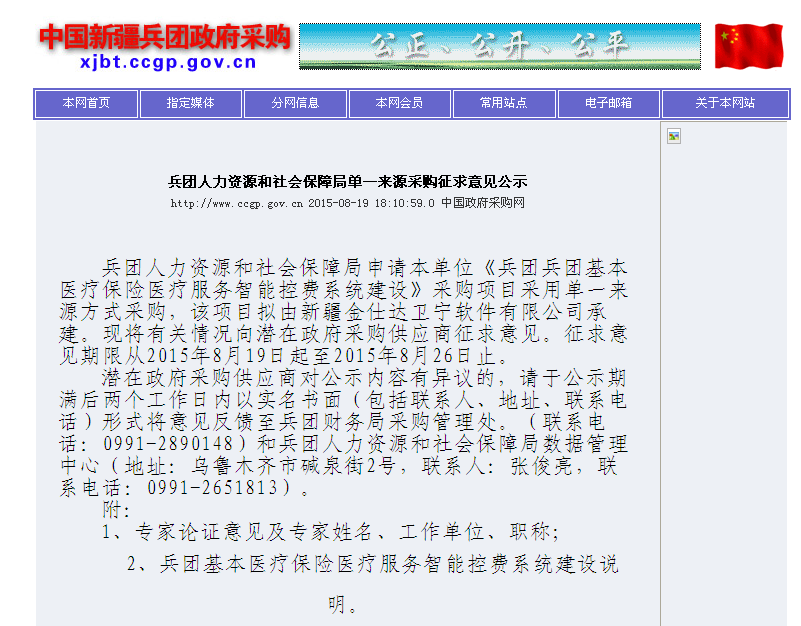 中国新疆兵团政府采购
xjbt.ccgp.gov.cn
公正、公开、公平
本网首页 指定媒体 分网信息 本网会员 常用站点 电子邮箱 关于本网站
兵团人力资源和社会保障局单一来源采购征求意见公示
http://www.ccgp.gov.cn 2015-08-19 18:10:59.0 中国政府采购网
兵团人力资源和社会保障局申请本单位《兵团兵团基本
医疗保险医疗服务智能控费系统建设》采购项目采用单一来
源方式采购，该项目拟由新疆金仕达卫宁软件有限公司承
建。现将有关情况向潜在政府采购供应商征求意见。征求意
见期限从2015年8月19日起至2015年8月26日止。
潜在政府采购供应商对公示内容有异议的，请于公示期
满后两个工作日内以实名书面（包括联系人、地址、联系电
话）形式将意见反馈至兵团财务局采购管理处。（联系电
话：0991-2890148）和兵团人力资源和社会保障局数据管理
中心（地址：乌鲁木齐市碱泉街2号，联系人：张俊亮，联
系电话：0991-2651813）。
附：
1、专家论证意见及专家姓名、工作单位、职称；
2、兵团基本医疗保险医疗服务智能控费系统建设说
明。